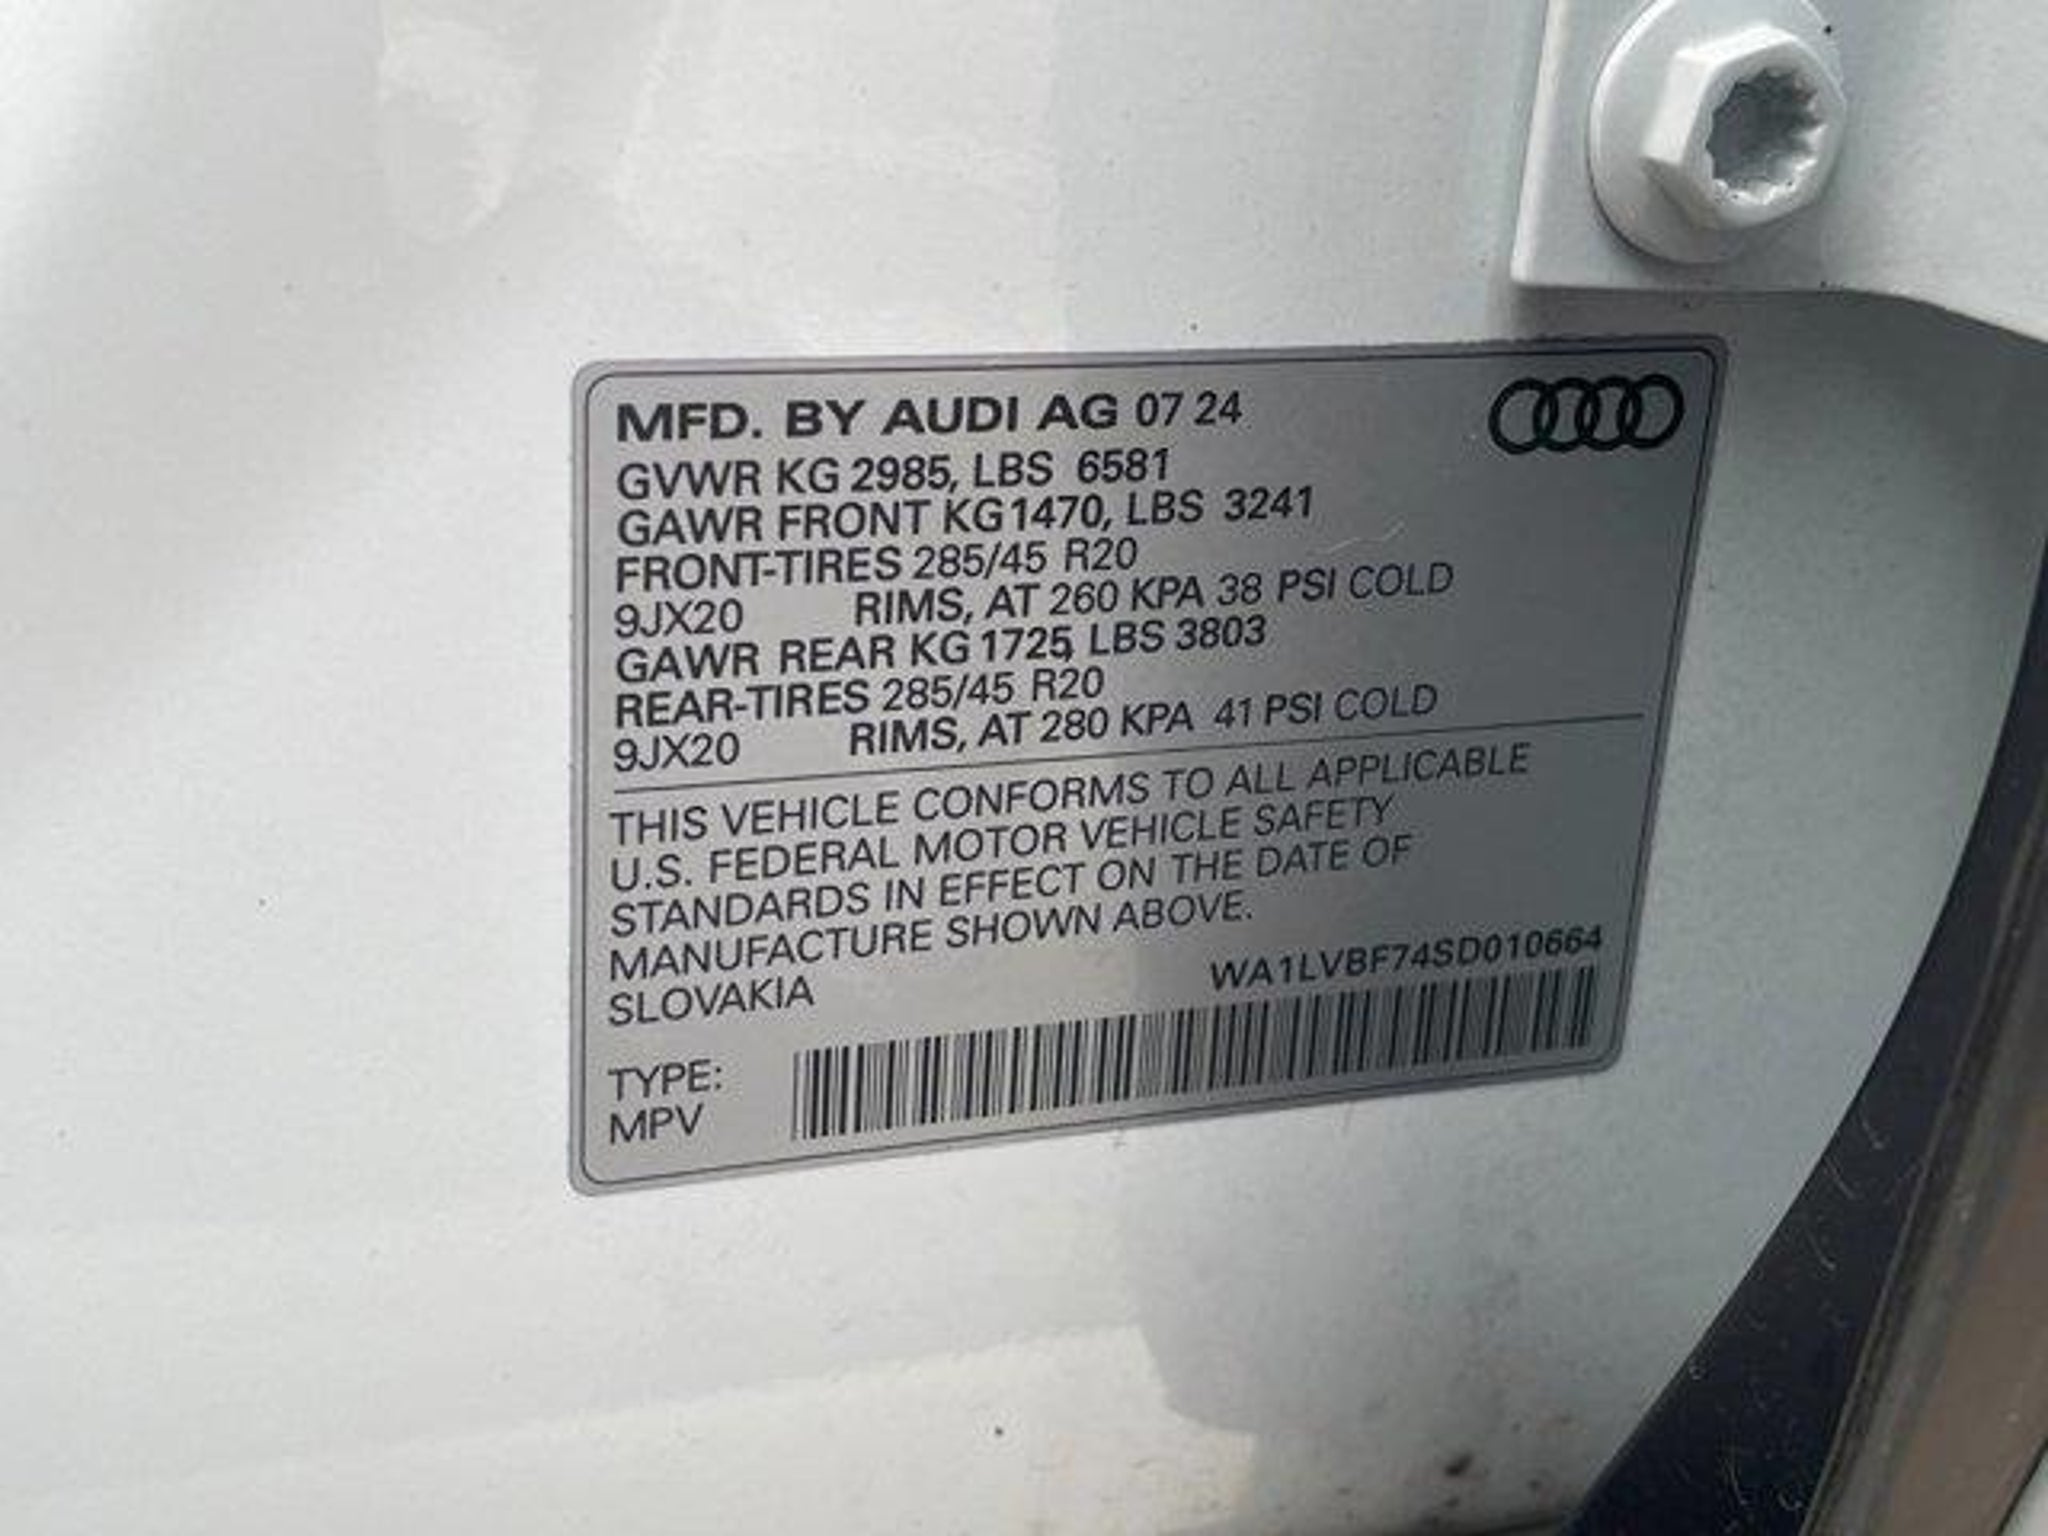 MFD. BY AUDI AG 07 24
GVWR KG 2985, LBS 6581
GAWR FRONT KG 1470, LBS 3241
FRONT-TIRES 285/45 R20
9JX20 RIMS, AT 260 KPA 38 PSI COLD
GAWR REAR KG 1725, LBS 3803
REAR-TIRES 285/45 R20
9JX20 RIMS, AT 280 KPA 41 PSI COLD
THIS VEHICLE CONFORMS TO ALL APPLICABLE
U.S. FEDERAL MOTOR VEHICLE SAFETY
STANDARDS IN EFFECT ON THE DATE OF
MANUFACTURE SHOWN ABOVE.
SLOVAKIA
WA1LVBF74SD010664
TYPE:
MPV